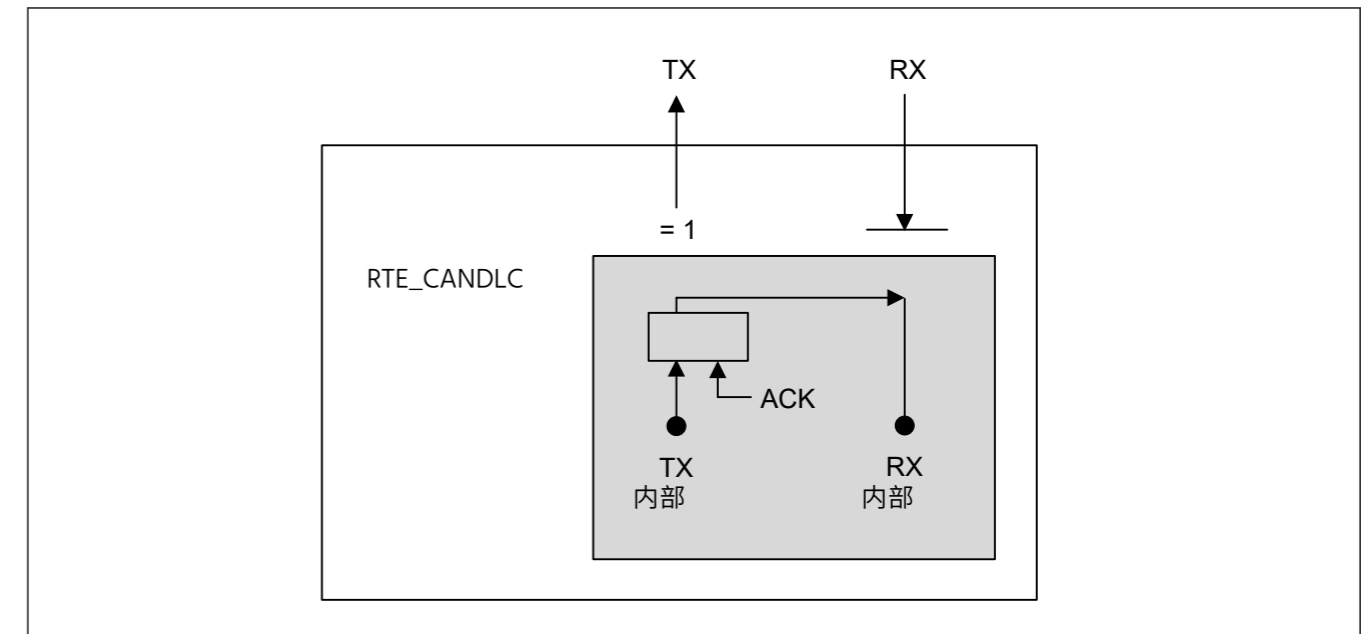 TX
RX
= 1
RTE_CANDLC
ACK
TX
内部
RX
内部